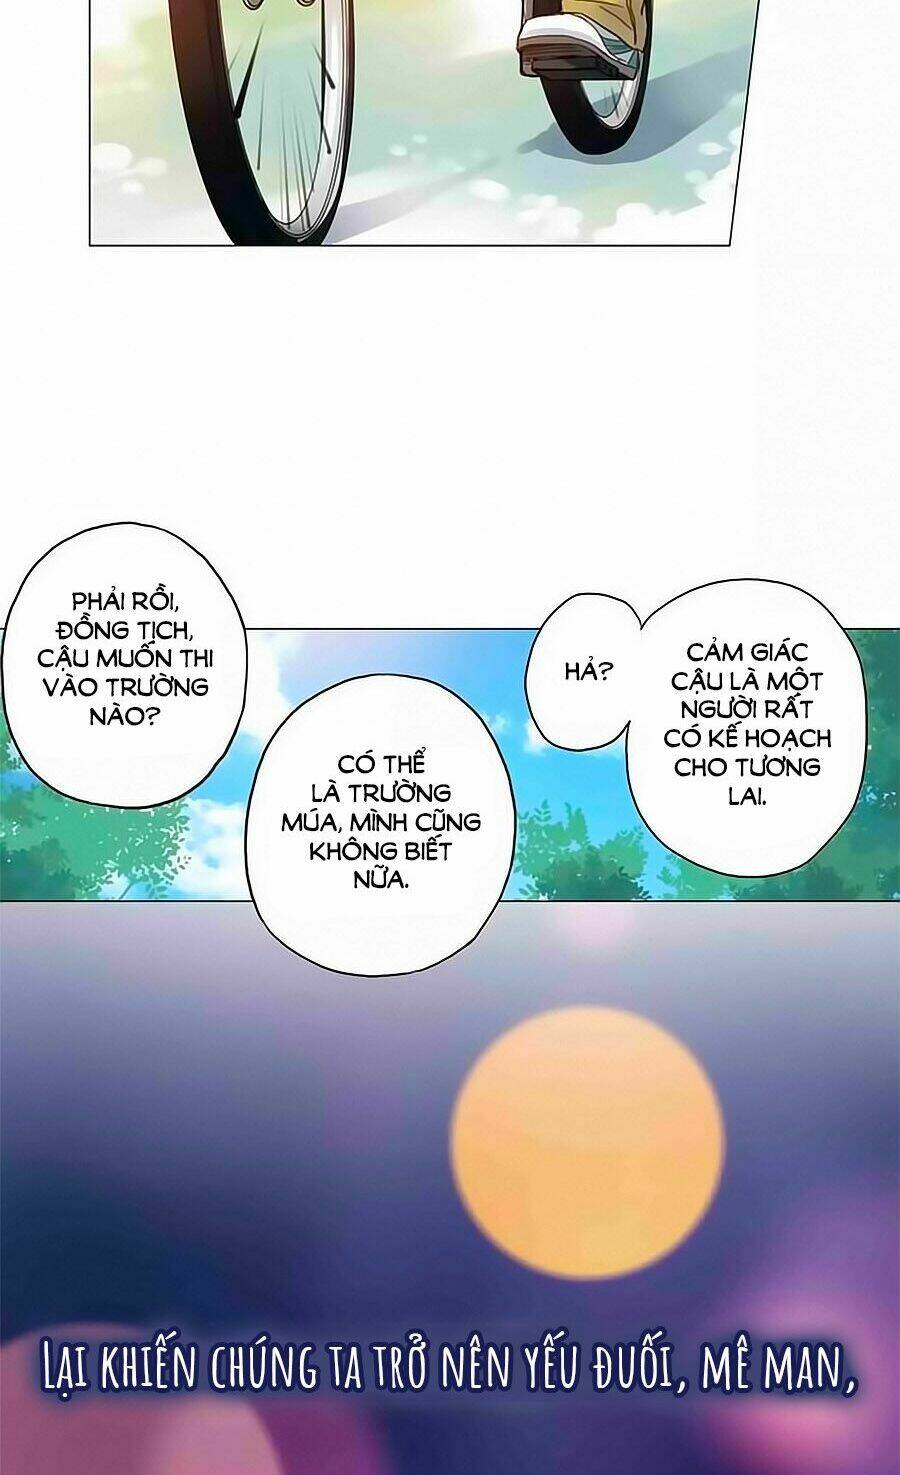 PHẢI RỒI,
ĐỒNG TỊCH,
CẬU MUỐN THI
VÀO TRƯỜNG
NÀO?
CÓ THỂ
LÀ TRƯỜNG
MÚA, MÌNH CŨNG
KHÔNG BIẾT
NỮA.
HẢ?
CẢM GIÁC
CẬU LÀ MỘT
NGƯỜI RẤT
CÓ KẾ HOẠCH
CHO TƯƠNG
LAI.
LẠI KHIẾN CHÚNG TA TRỞ NÊN YẾU ĐUỐI, MÊ MAN,